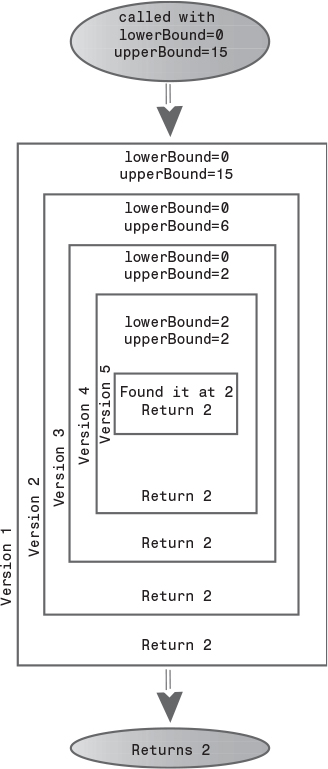 called with
lowerBound=0
upperBound=15
lowerBound=0
upperBound=15
lowerBound=0
upperBound=6
lowerBound=0
upperBound=2
lowerBound=2
upperBound=2
Found it at 2
Return 2
Version 5
Version 4
Version 3
Version 2
Version 1
Return 2
Return 2
Return 2
Return 2
Returns 2